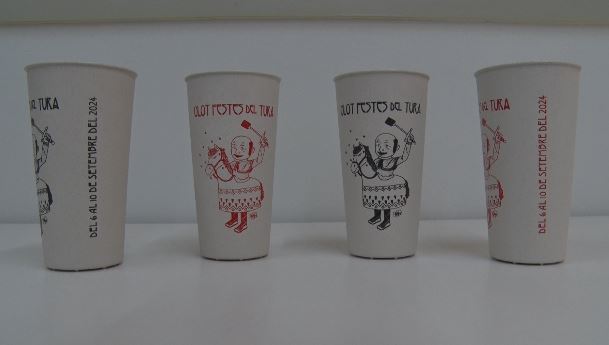 TURA
DEL 6 AL 10 DE SETEMBRE DEL 2024
OLOT FESTES DEL TURA
OLOT FESTES DEL TURA
DEL TURA
DEL 6 AL 10 DE SETEMBRE DEL 2024